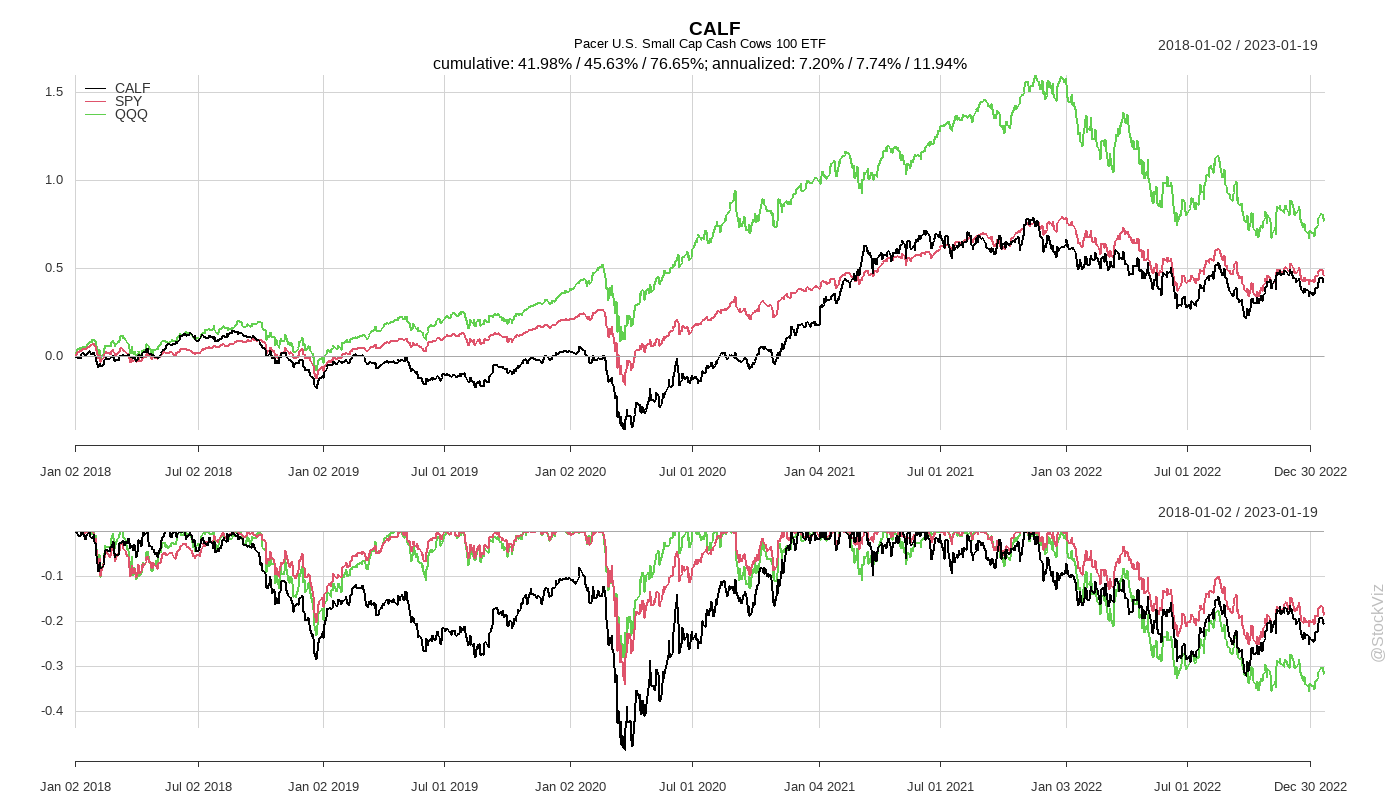 CALF
Pacer U.S. Small Cap Cash Cows 100 ETF
2018-01-02 / 2023-01-19
cumulative: 41.98% / 45.63% / 76.65%; annualized: 7.20% / 7.74% / 11.94%
CALF
SPY
QQQ
1.5
1.0
0.5
0.0
Jan 02 2018 Jul 02 2018 Jan 02 2019 Jul 01 2019 Jan 02 2020 Jul 01 2020 Jan 04 2021 Jul 01 2021 Jan 03 2022 Jul 01 2022 Dec 30 2022
2018-01-02 / 2023-01-19
-0.1
-0.2
-0.3
-0.4
Jan 02 2018 Jul 02 2018 Jan 02 2019 Jul 01 2019 Jan 02 2020 Jul 01 2020 Jan 04 2021 Jul 01 2021 Jan 03 2022 Jul 01 2022 Dec 30 2022
@StockViz